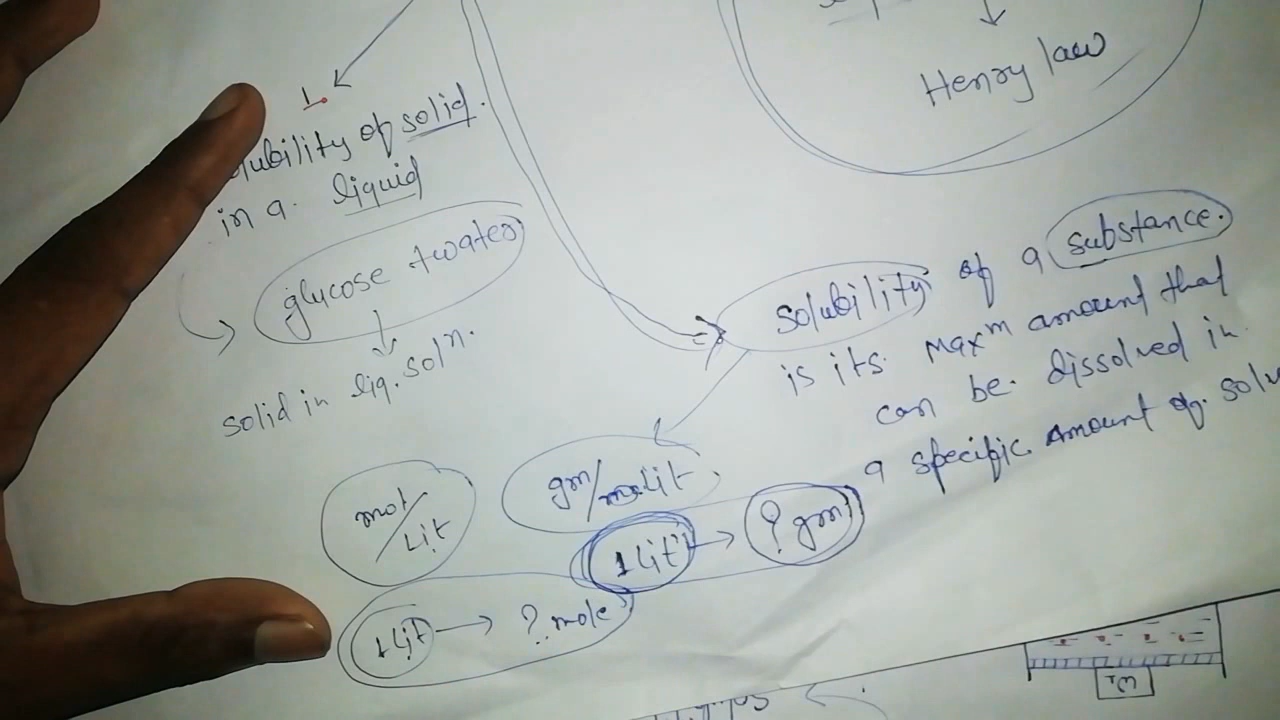 Henry law
1.
lubility of solid.
in a liquid
glucose + water
solid in liq. solⁿ.
solubility of a substance.
is its maxᵐ amount that
can be dissolved in
a specific amount of solv
mol/Lit
gm/Lit
1 Lit → ? gm
1 Lit → ? mole